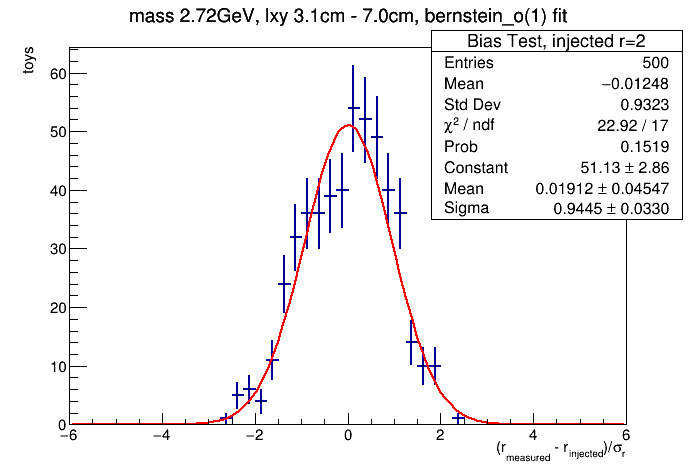 mass 2.72GeV, lxy 3.1cm - 7.0cm, bernstein_o(1) fit
toys
Bias Test, injected r=2
Entries 500
Mean −0.01248
Std Dev 0.9323
χ² / ndf 22.92 / 17
Prob 0.1519
Constant 51.13 ± 2.86
Mean 0.01912 ± 0.04547
Sigma 0.9445 ± 0.0330
60
50
40
30
20
10
0
−6 −4 −2 0 2 4 6
(r_measured - r_injected)/σ_r